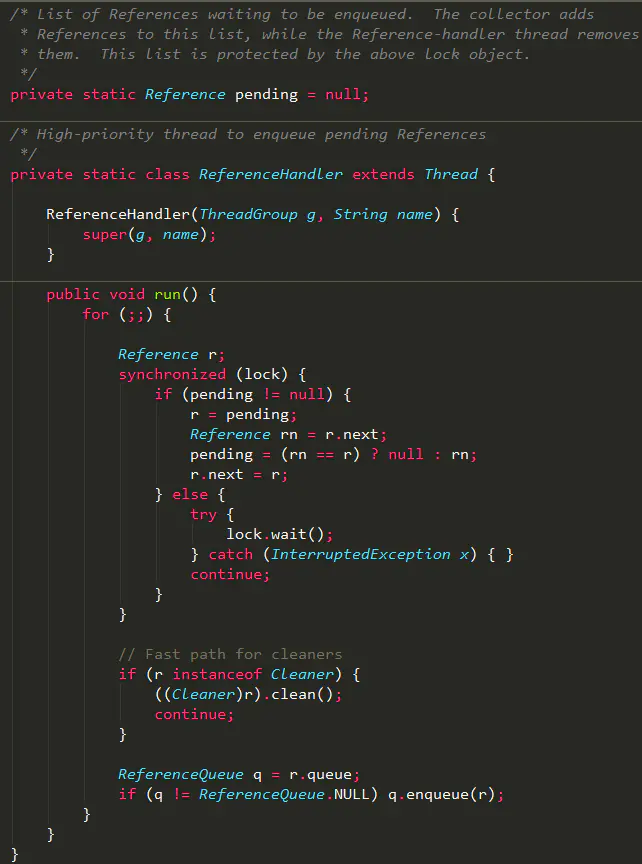 /* List of References waiting to be enqueued.  The collector adds
 * References to this list, while the Reference-handler thread removes
 * them.  This list is protected by the above lock object.
 */
private static Reference pending = null;
/* High-priority thread to enqueue pending References
 */
private static class ReferenceHandler extends Thread {
    ReferenceHandler(ThreadGroup g, String name) {
        super(g, name);
    }
    public void run() {
        for (;;) {
            Reference r;
            synchronized (lock) {
                if (pending != null) {
                    r = pending;
                    Reference rn = r.next;
                    pending = (rn == r) ? null : rn;
                    r.next = r;
                } else {
                    try {
                        lock.wait();
                    } catch (InterruptedException x) { }
                    continue;
                }
            }
            // Fast path for cleaners
            if (r instanceof Cleaner) {
                ((Cleaner)r).clean();
                continue;
            }
            ReferenceQueue q = r.queue;
            if (q != ReferenceQueue.NULL) q.enqueue(r);
        }
    }
}